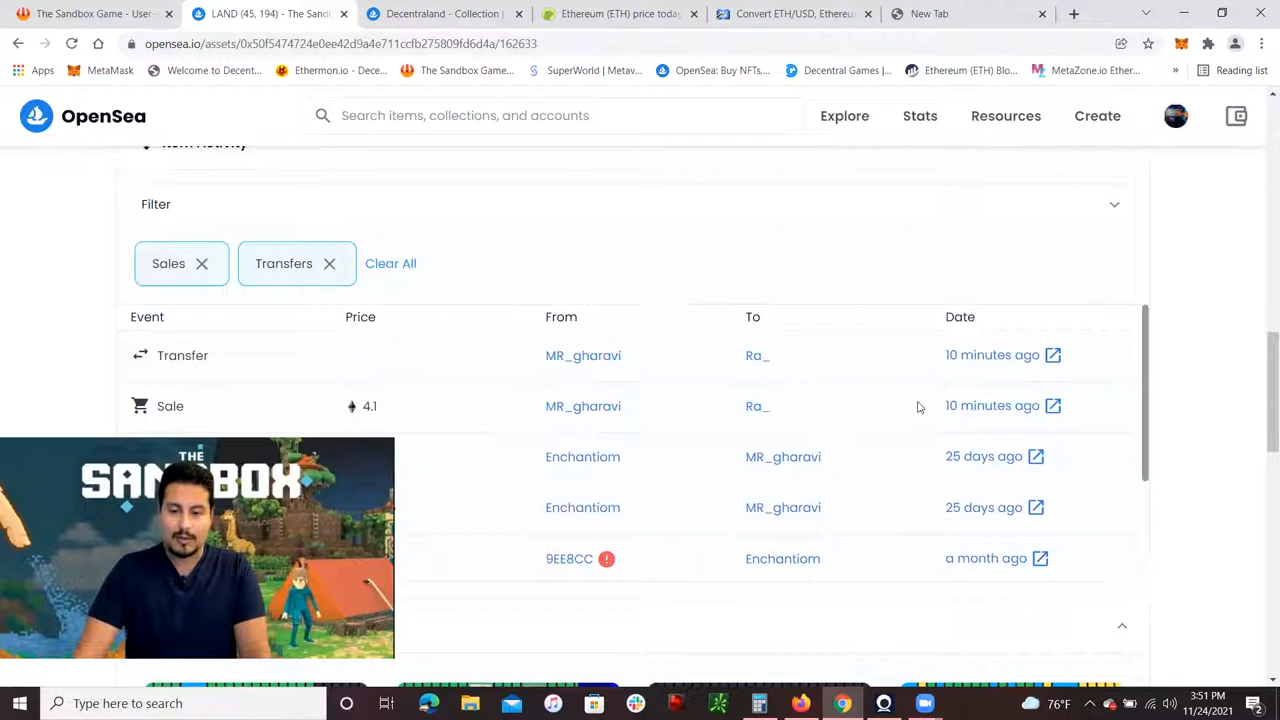 The Sandbox Game - User-
LAND (45, 194) - The SandB
Decentraland - Collection |
Ethereum (ETH) price today
Convert ETH/USD, Ethereu
New Tab
opensea.io/assets/0x50f5474724e0ee42d9a4e711ccfb275809fd6d4a/162633
Apps
MetaMask
Welcome to Decent...
Ethermon.io - Dece...
The Sandbox Game...
SuperWorld | Metav...
OpenSea: Buy NFTs,...
Decentral Games |...
Ethereum (ETH) Blo...
MetaZone.io Ether...
»
Reading list
OpenSea
Search items, collections, and accounts
Explore
Stats
Resources
Create
Item Activity
Filter
Sales
Transfers
Clear All
Event Price From To Date
Transfer MR_gharavi Ra_ 10 minutes ago
Sale 4.1 MR_gharavi Ra_ 10 minutes ago
Enchantiom MR_gharavi 25 days ago
Enchantiom MR_gharavi 25 days ago
9EE8CC Enchantiom a month ago
THE
SANDBOX
Type here to search
76°F
3:51 PM
11/24/2021